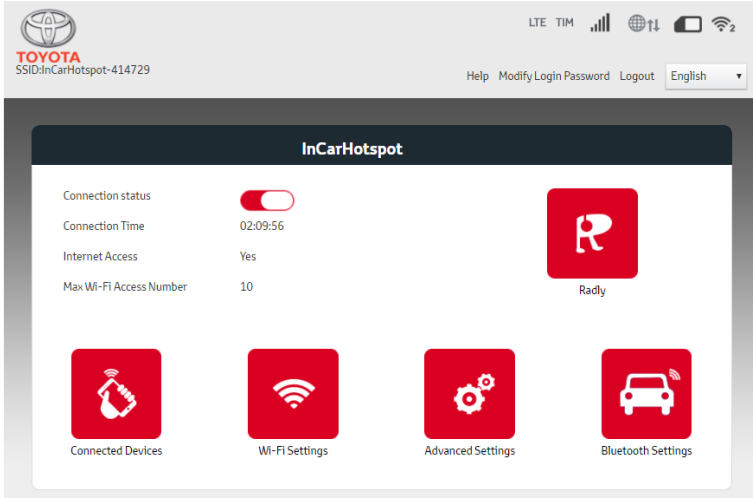 LTE TIM
2
TOYOTA
SSID:InCarHotspot-414729
Help Modify Login Password Logout English
InCarHotspot
Connection status
Connection Time 02:09:56
Internet Access Yes
Max Wi-Fi Access Number 10
R
Radly
Connected Devices Wi-Fi Settings Advanced Settings Bluetooth Settings